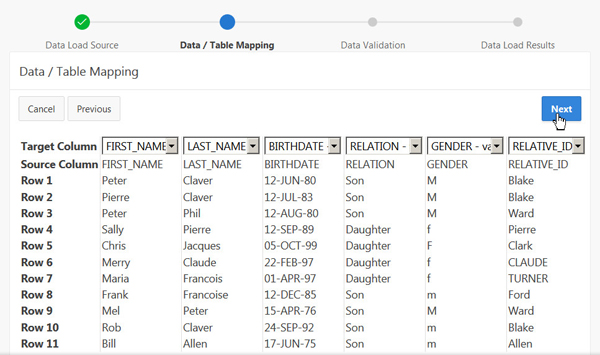 Data Load Source Data / Table Mapping Data Validation Data Load Results
Data / Table Mapping
Cancel Previous Next
Target Column FIRST_NAME LAST_NAME BIRTHDATE - RELATION - GENDER - va RELATIVE_ID
Source Column FIRST_NAME LAST_NAME BIRTHDATE RELATION GENDER RELATIVE_ID
Row 1 Peter Claver 12-JUN-80 Son M Blake
Row 2 Pierre Claver 12-JUL-83 Son M Blake
Row 3 Peter Phil 12-AUG-80 Son M Ward
Row 4 Sally Pierre 12-SEP-89 Daughter f Pierre
Row 5 Chris Jacques 05-OCT-99 Daughter F Clark
Row 6 Merry Claude 22-FEB-97 Daughter f CLAUDE
Row 7 Maria Francois 01-APR-97 Daughter f TURNER
Row 8 Frank Francoise 12-DEC-85 Son m Ford
Row 9 Mel Peter 15-APR-76 Son M Ward
Row 10 Rob Claver 24-SEP-92 Son m Blake
Row 11 Bill Allen 17-JUN-75 Son m Allen